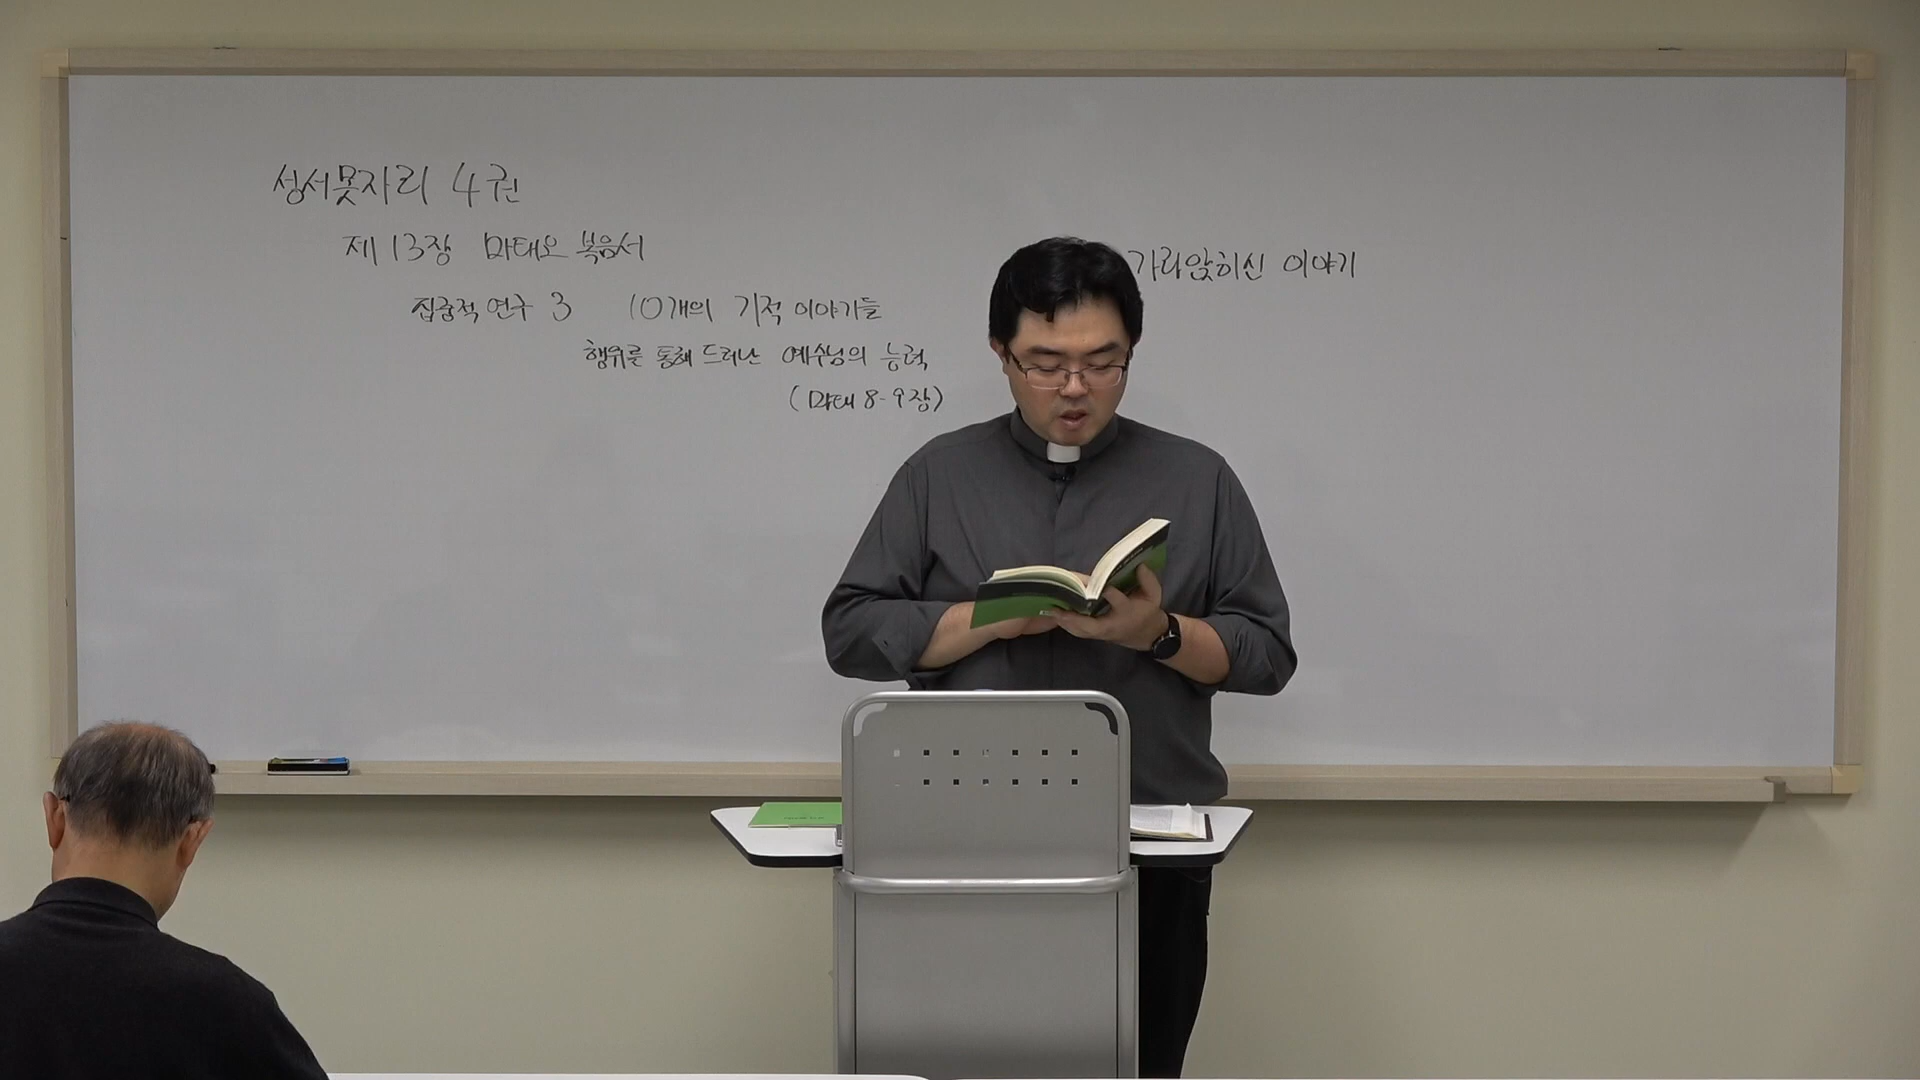 성서못자리 4권
제13장 마태오 복음서
집중적 연구 3 10개의 기적 이야기들
행위를 통해 드러난 예수님의 능력
(마태 8-9장)
가라앉히신 이야기